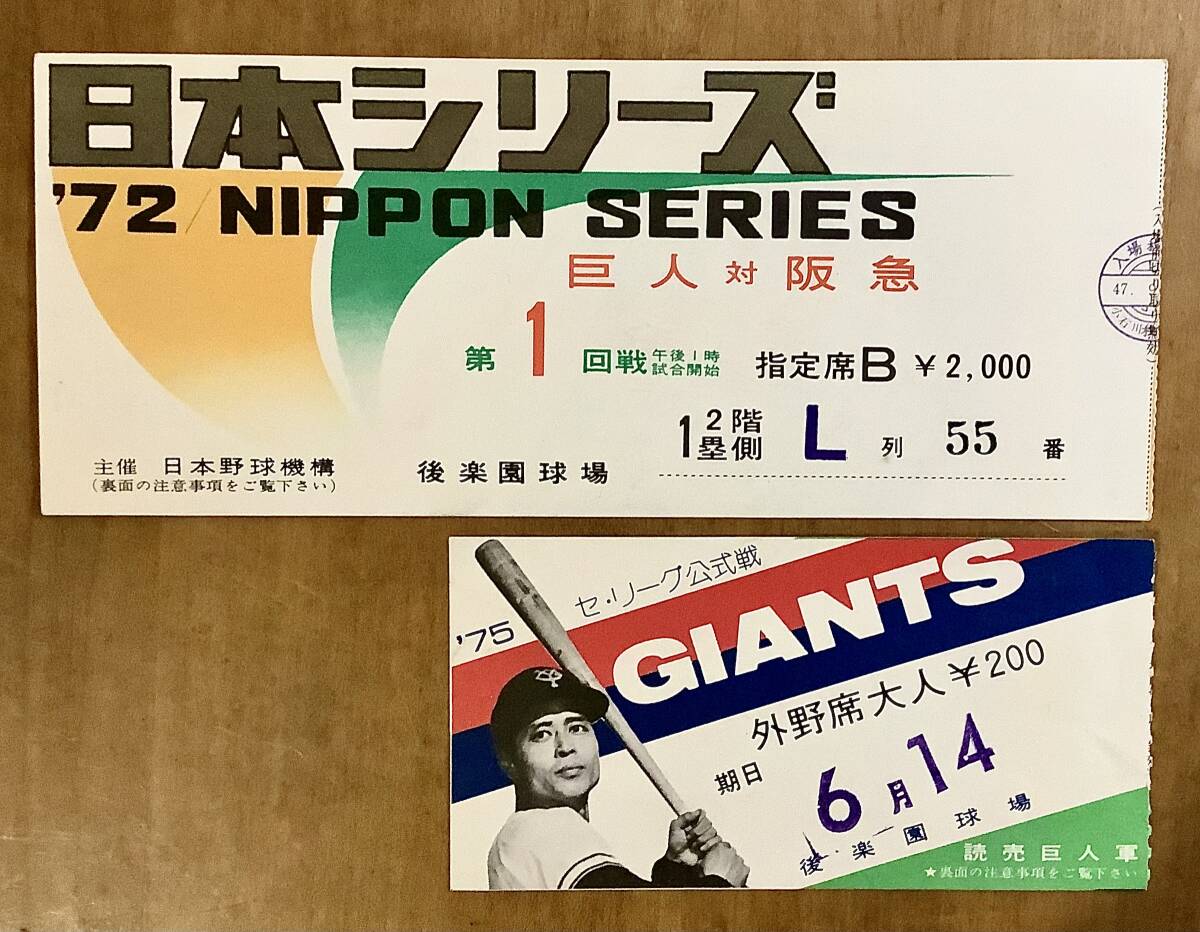 日本シリーズ
'72/NIPPON SERIES
巨人対阪急
第1回戦 午後1時試合開始
指定席B ¥2,000
2階
1塁側 L列 55番
主催 日本野球機構
(裏面の注意事項をご覧下さい)
後楽園球場
47.
'75
セ・リーグ公式戦
GIANTS
外野席大人¥200
期日 6月14
後楽園球場
読売巨人軍
★裏面の注意事項をご覧下さい
YG